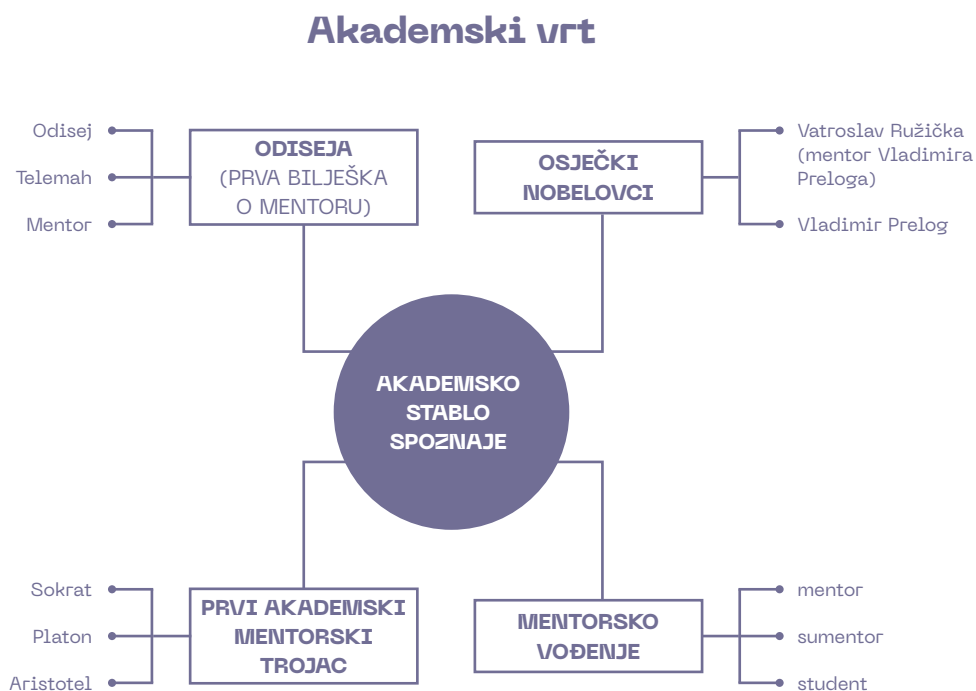 Akademski vrt
Odisej
Telemah
Mentor
ODISEJA
(PRVA BILJEŠKA
O MENTORU)
OSJEČKI
NOBELOVCI
Vatroslav Ružička
(mentor Vladimira
Preloga)
Vladimir Prelog
AKADEMSKO
STABLO
SPOZNAJE
Sokrat
Platon
Aristotel
PRVI AKADEMSKI
MENTORSKI
TROJAC
MENTORSKO
VOĐENJE
mentor
sumentor
student